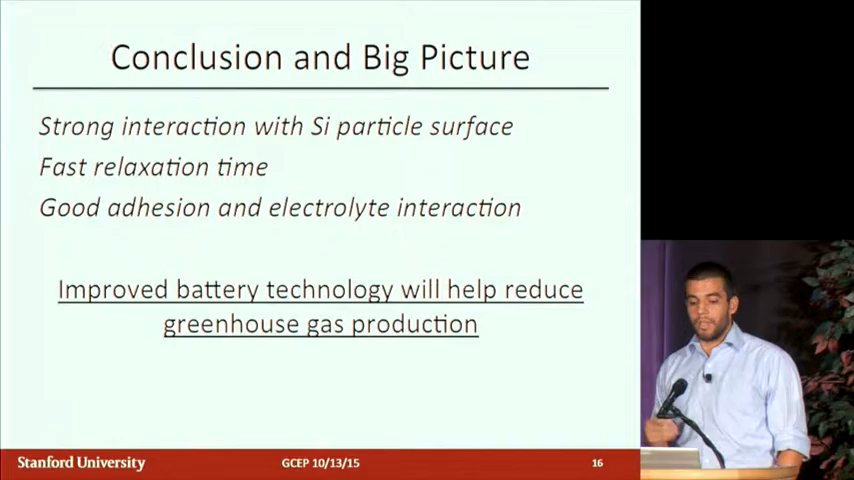 Conclusion and Big Picture
Strong interaction with Si particle surface
Fast relaxation time
Good adhesion and electrolyte interaction
Improved battery technology will help reduce
greenhouse gas production
Stanford University
GCEP 10/13/15
16